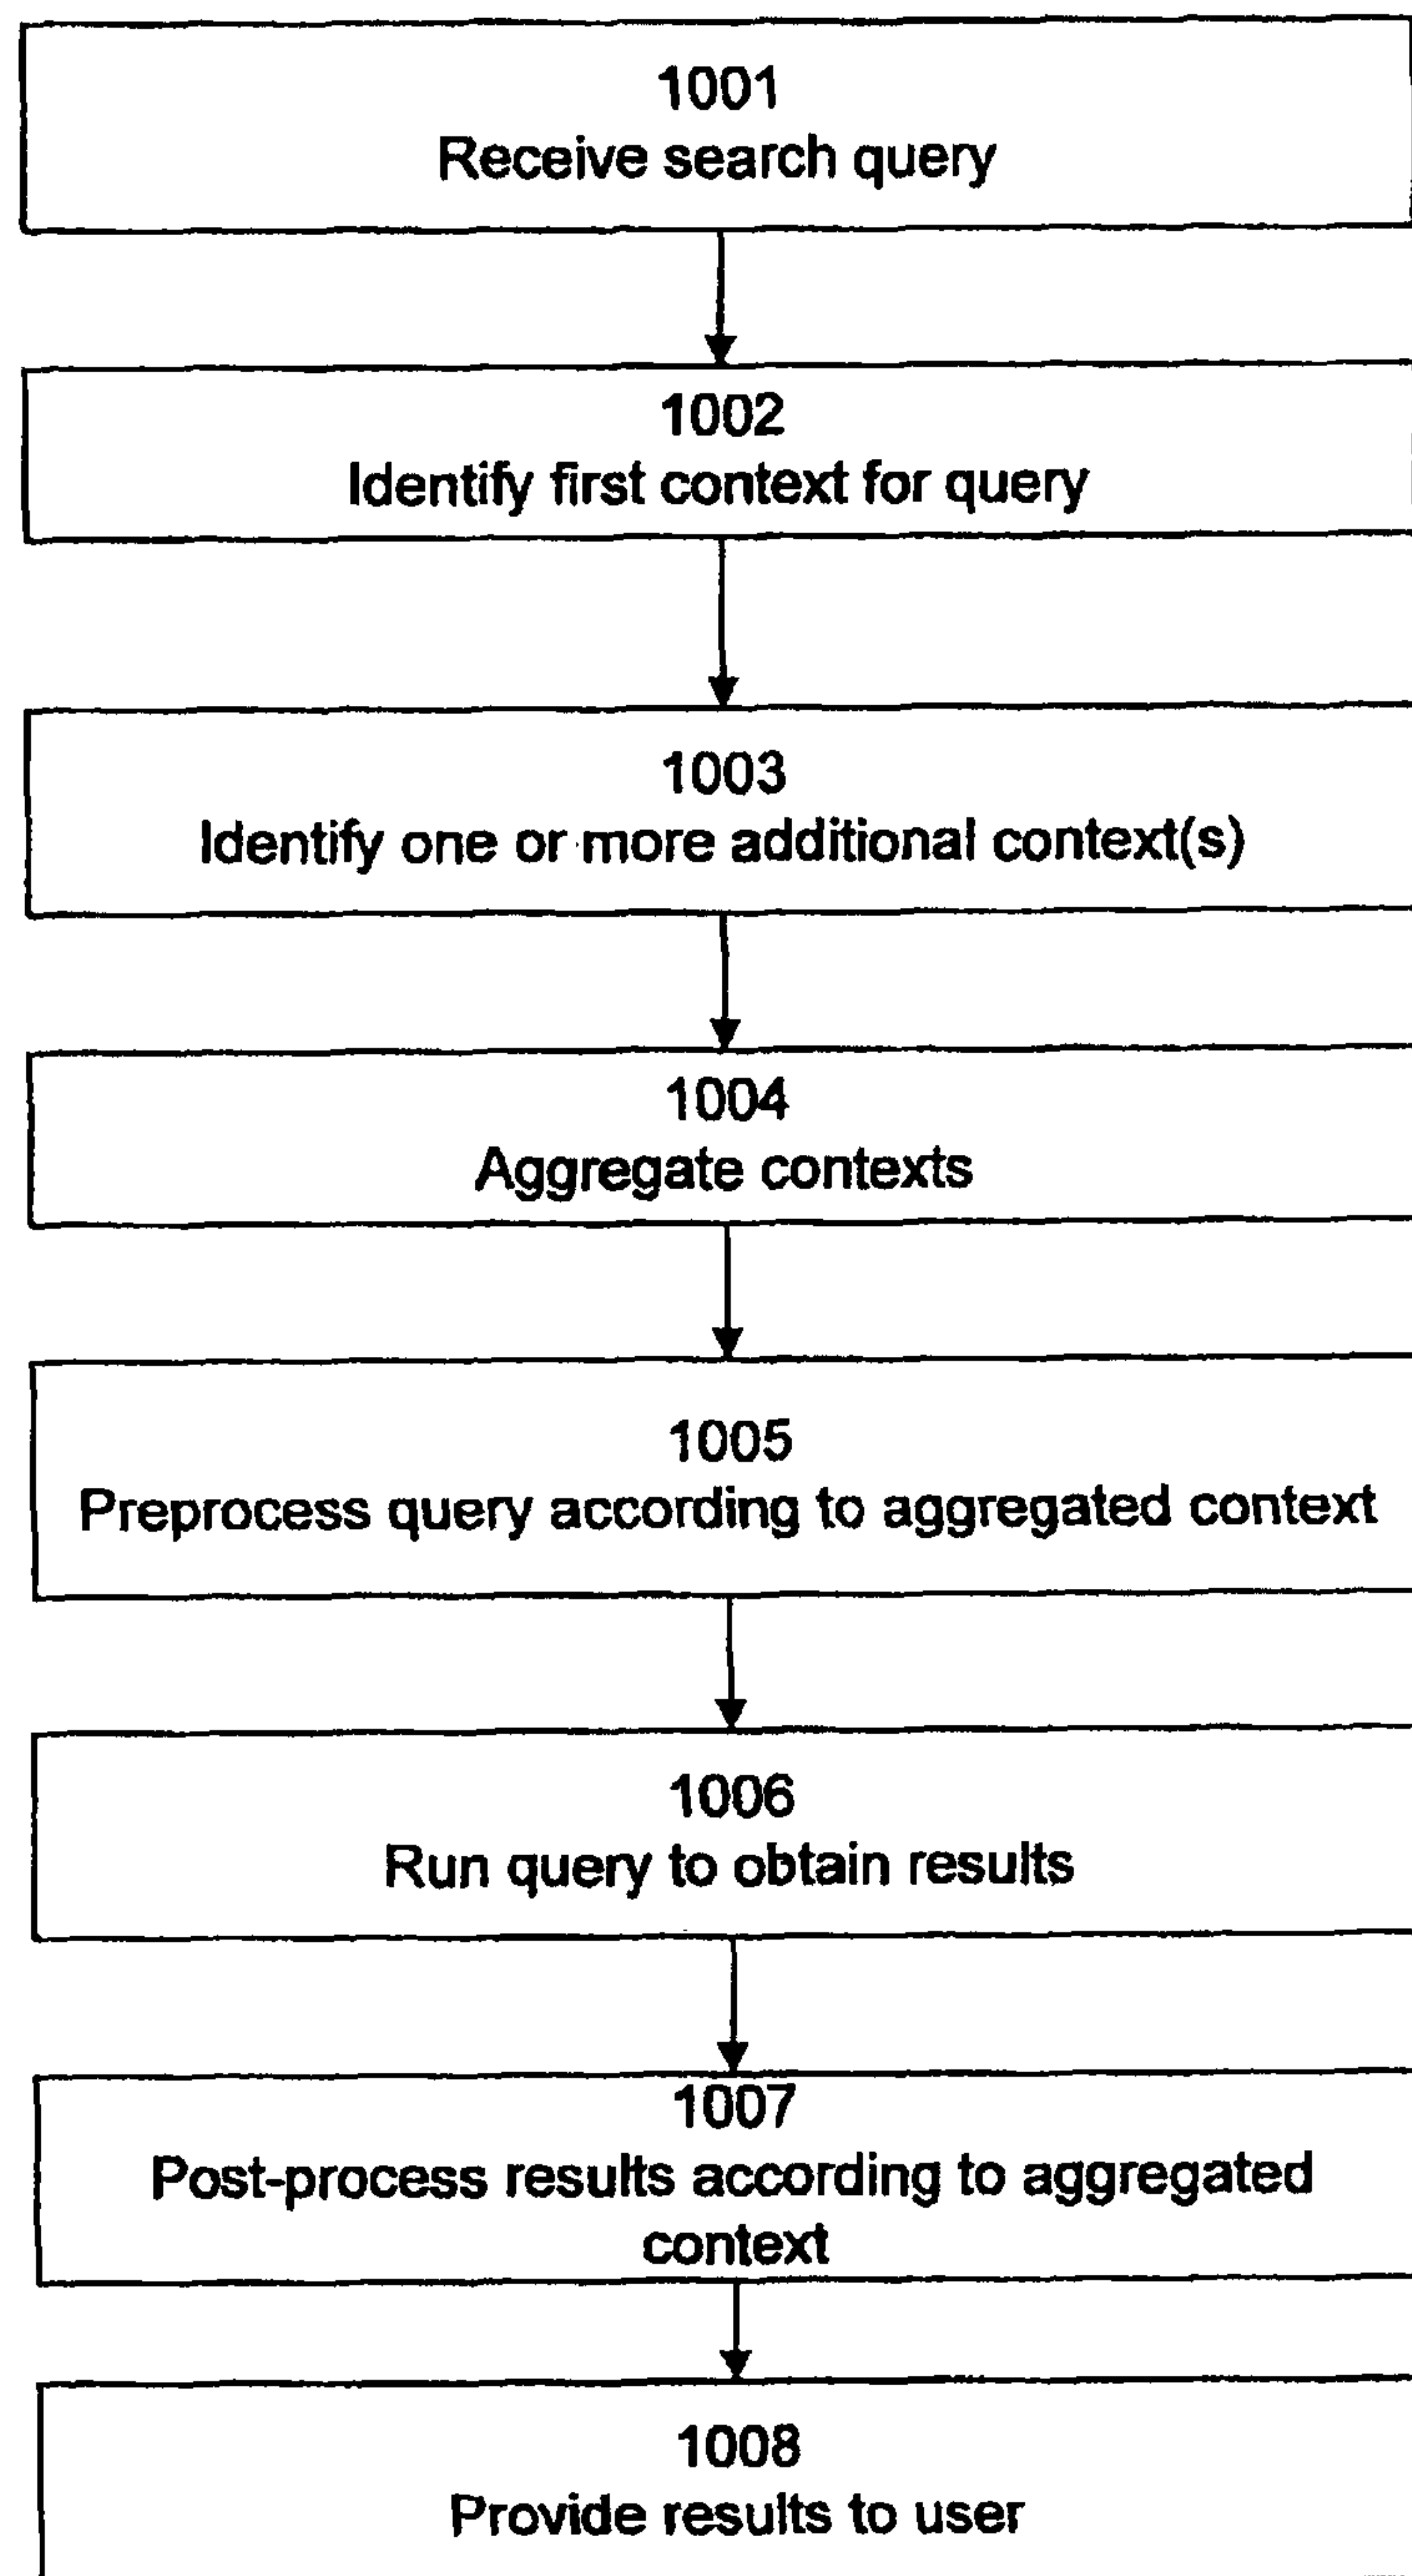 1001
Receive search query
1002
Identify first context for query
1003
Identify one or more additional context(s)
1004
Aggregate contexts
1005
Preprocess query according to aggregated context
1006
Run query to obtain results
1007
Post-process results according to aggregated
context
1008
Provide results to user